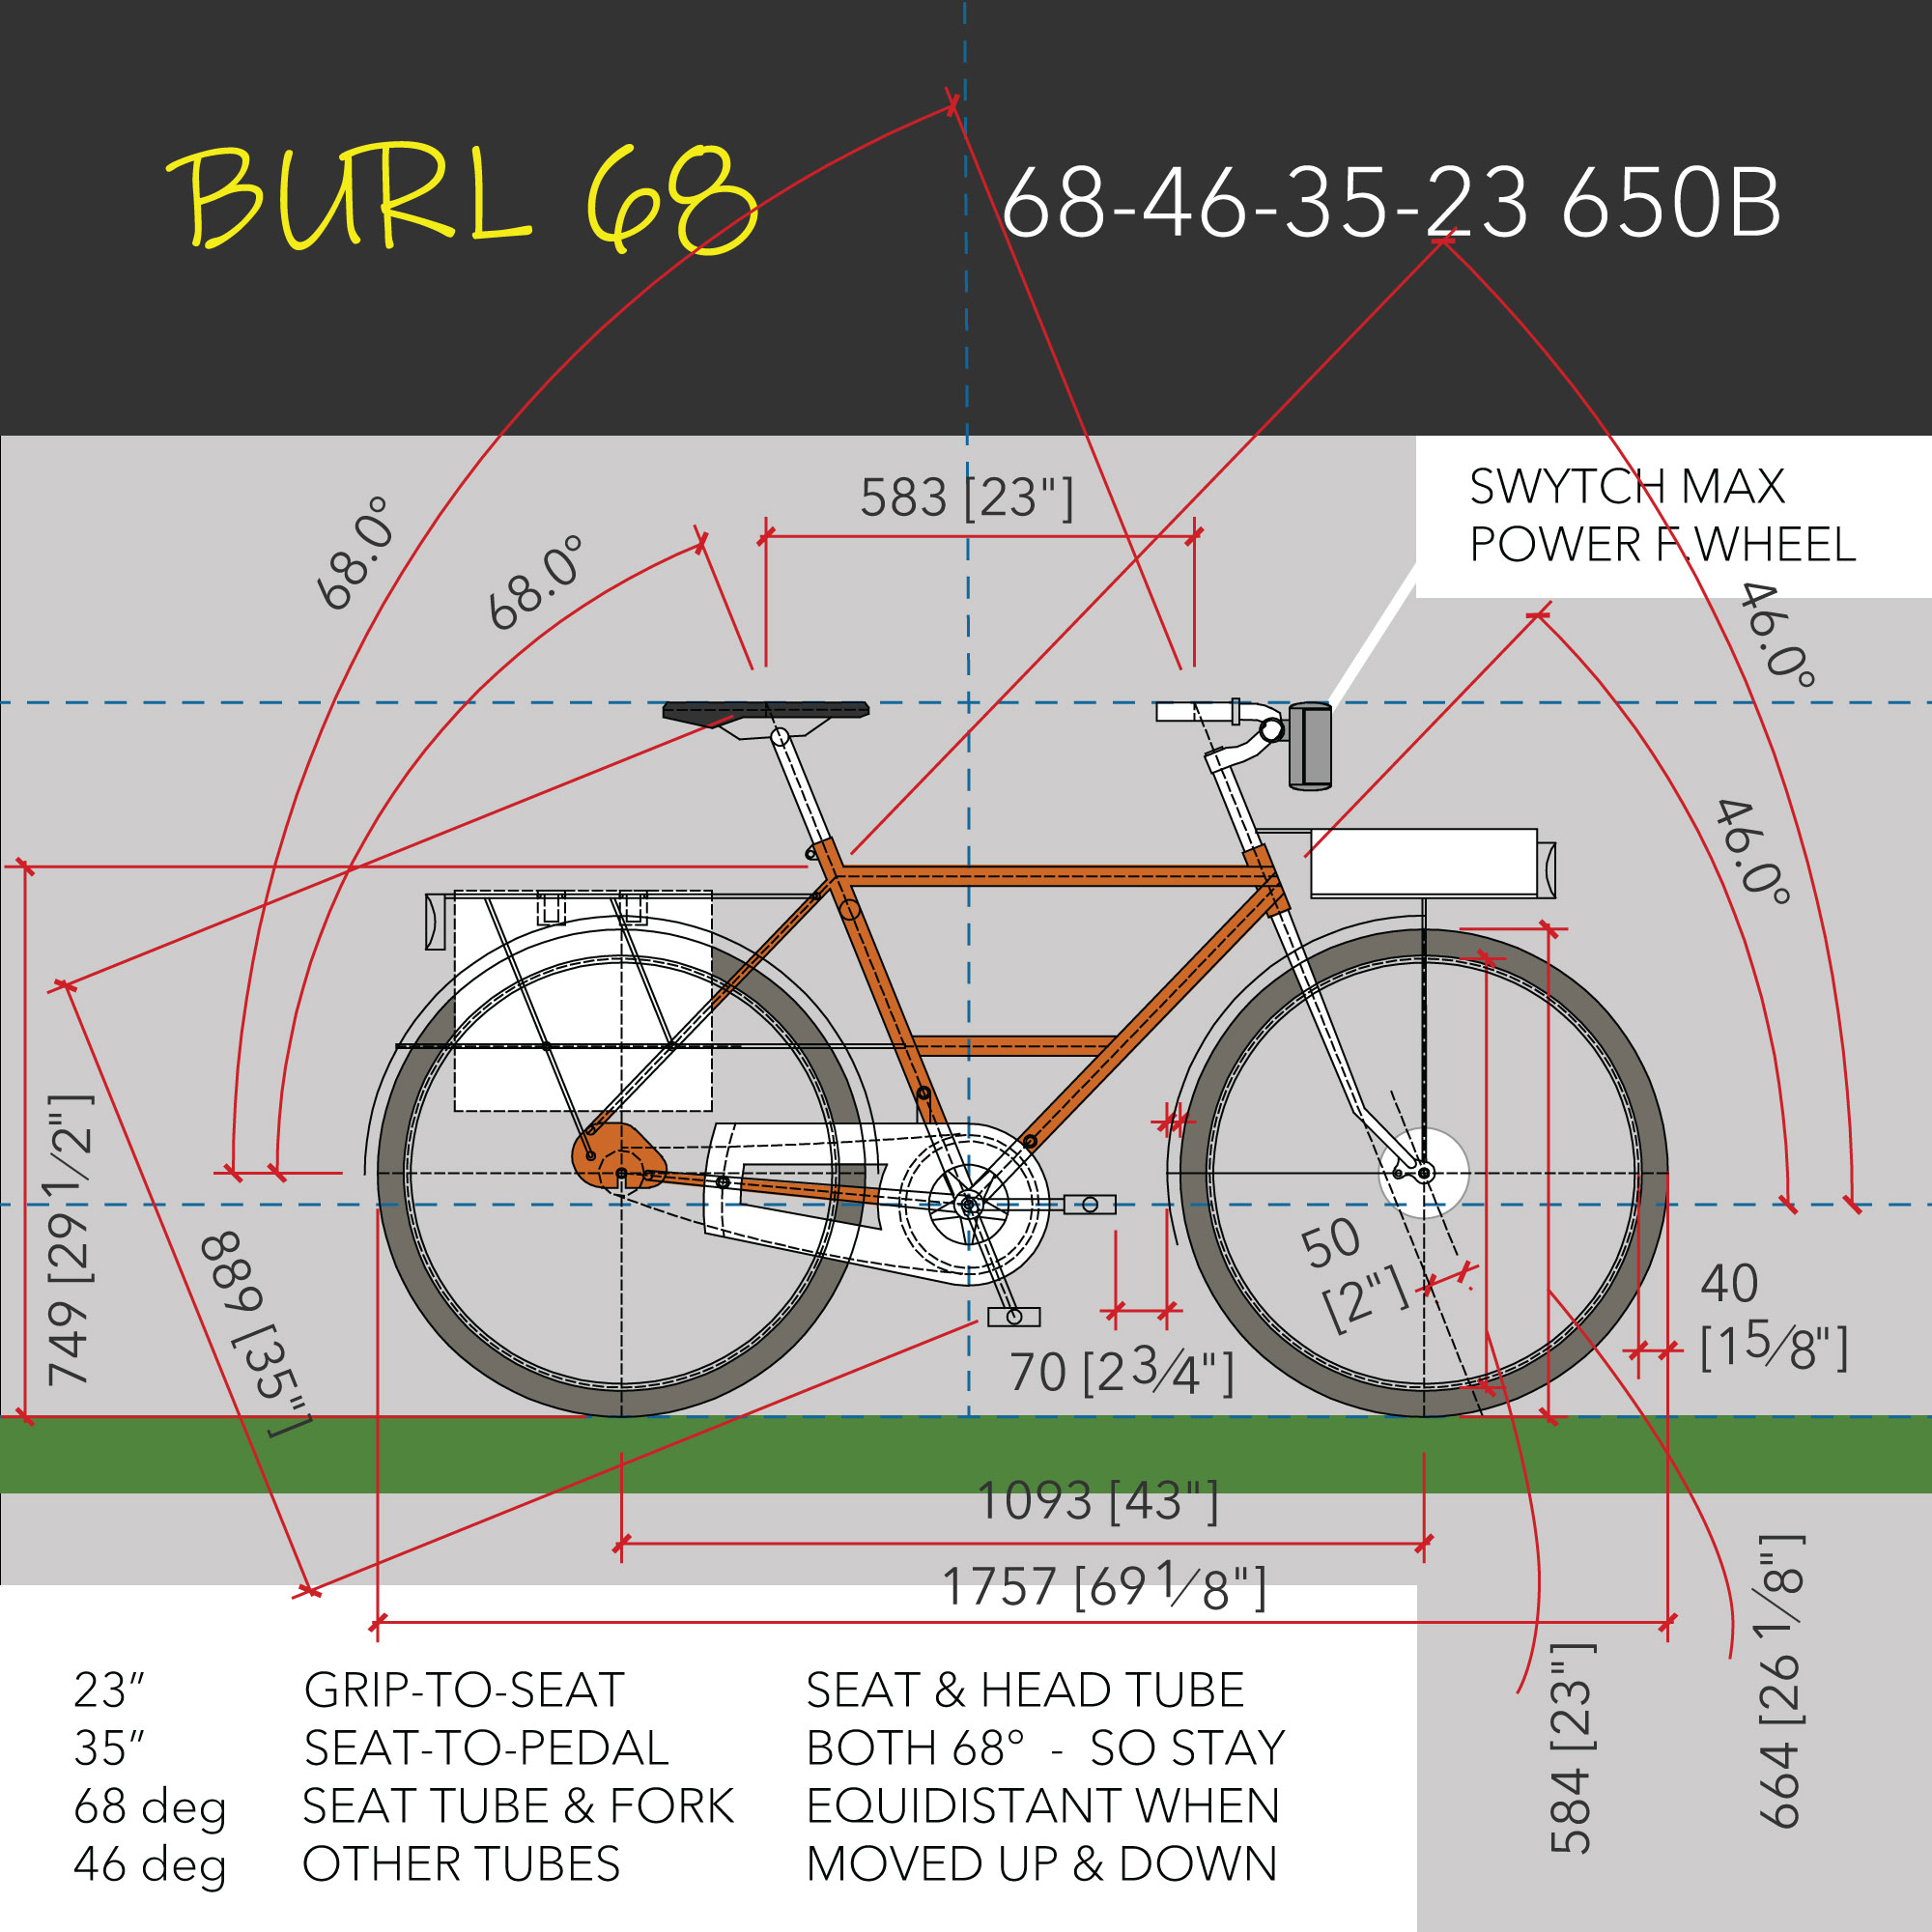 BURL 68
68-46-35-23 650B
SWYTCH MAX
POWER F.WHEEL
583 [23"]
68.0°
68.0°
46.0°
46.0°
749 [29 1/2"]
889 [35"]
50
[2"]
40
[1 5/8"]
70 [2 3/4"]
1093 [43"]
1757 [69 1/8"]
584 [23"]
664 [26 1/8"]
23” GRIP-TO-SEAT
35” SEAT-TO-PEDAL
68 deg SEAT TUBE & FORK
46 deg OTHER TUBES
SEAT & HEAD TUBE
BOTH 68° - SO STAY
EQUIDISTANT WHEN
MOVED UP & DOWN